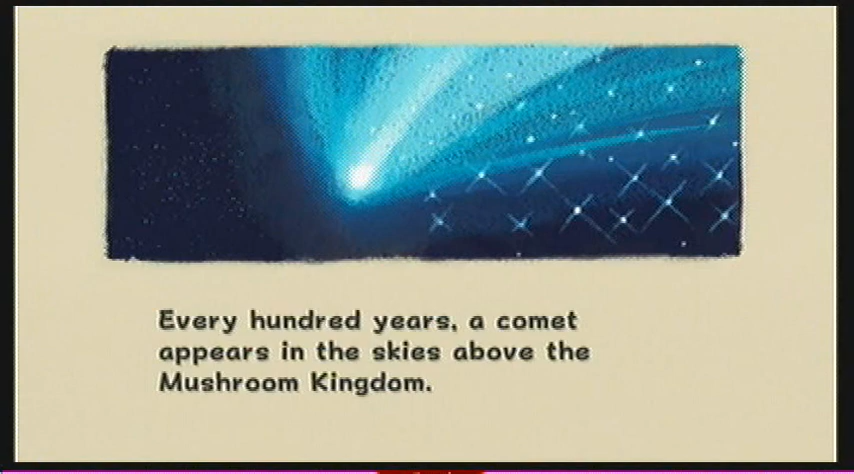 Every hundred years, a comet
appears in the skies above the
Mushroom Kingdom.